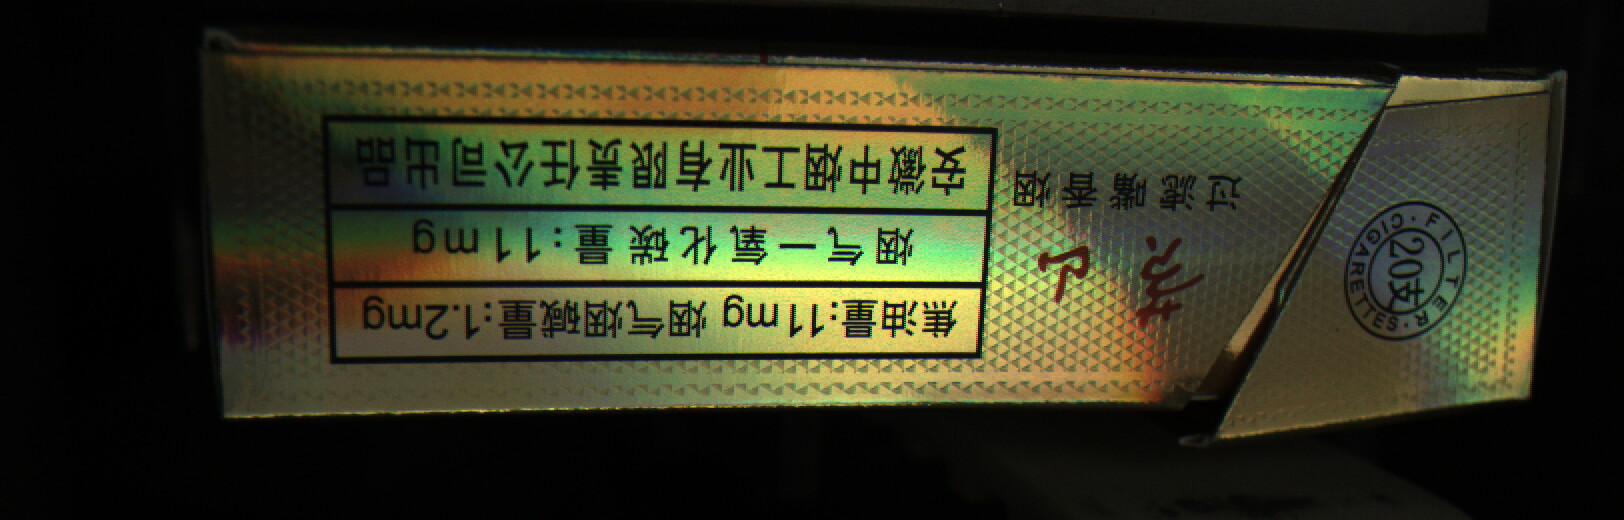 FILTER·CIGARETTES·
20支
黄山
过滤嘴香烟
焦油量:11mg 烟气烟碱量:1.2mg
烟气一氧化碳量:11mg
安徽中烟工业有限责任公司出品